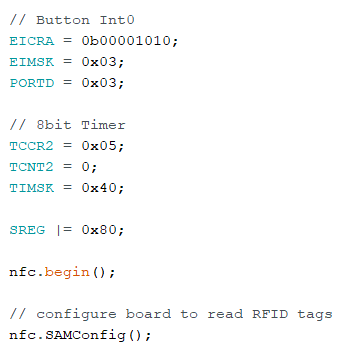 // Button Int0
EICRA = 0b00001010;
EIMSK = 0x03;
PORTD = 0x03;
// 8bit Timer
TCCR2 = 0x05;
TCNT2 = 0;
TIMSK = 0x40;
SREG |= 0x80;
nfc.begin();
// configure board to read RFID tags
nfc.SAMConfig();